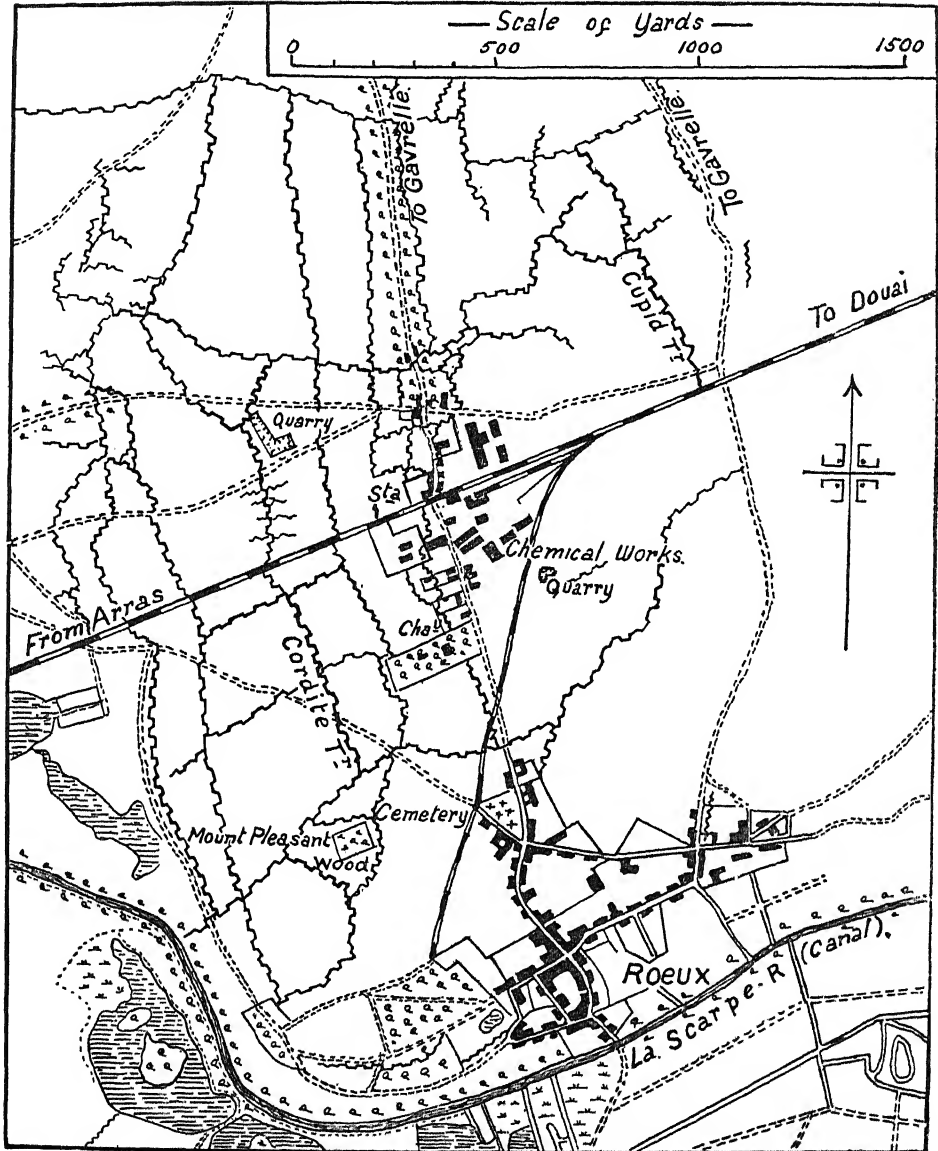 Scale of Yards
0 500 1000 1500
To Gavrelle.
To Gavrelle.
Cupid Tr.
To Douai
Quarry
Sta
Chemical Works.
Quarry
From Arras
Chau
Cordite Tr.
Cemetery
Mount Pleasant
Wood
Roeux
La Scarpe-R (Canal).